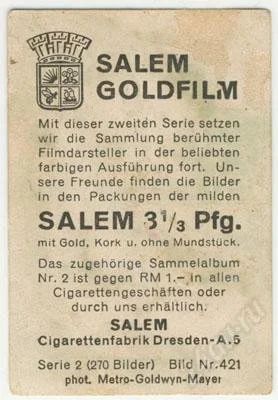 SALEM
GOLDFILM
Mit dieser zweiten Serie setzen
wir die Sammlung berühmter
Filmdarsteller in der beliebten
farbigen Ausführung fort. Un-
sere Freunde finden die Bilder
in den Packungen der milden
SALEM 3⅓ Pfg.
mit Gold, Kork u. ohne Mundstück.
Das zugehörige Sammelalbum
Nr. 2 ist gegen RM 1.– in allen
Cigarettengeschäften oder
durch uns erhältlich.
SALEM
Cigarettenfabrik Dresden-A.5
Serie 2 (270 Bilder) Bild Nr. 421
phot. Metro-Goldwyn-Mayer